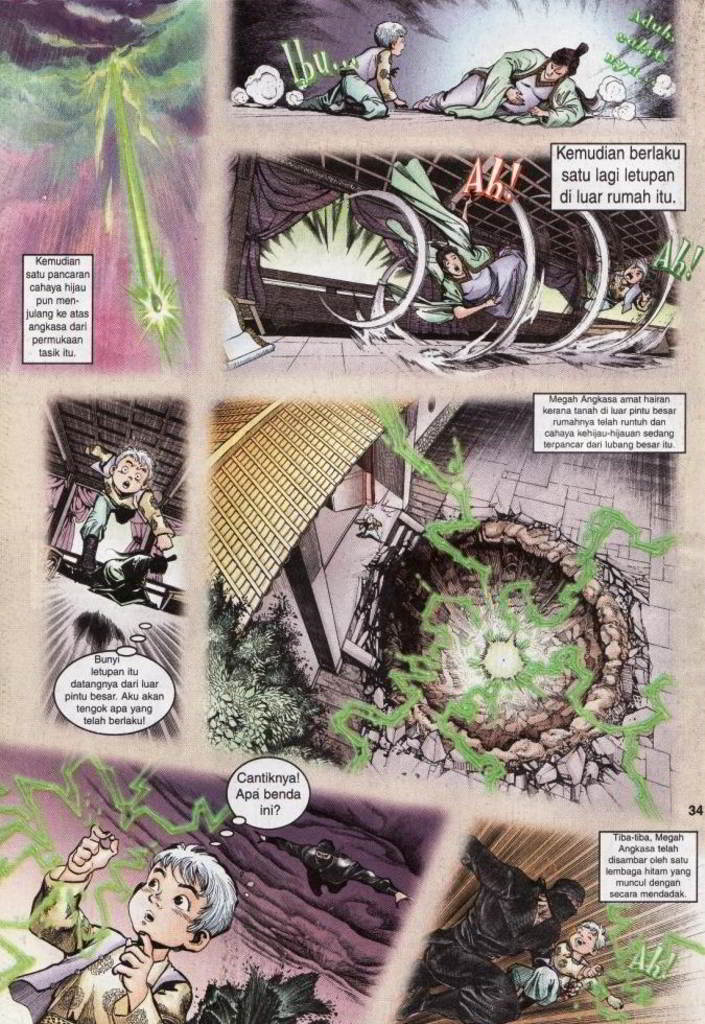 Kemudian
satu pancaran
cahaya hijau
pun men-
julang ke atas
angkasa dari
permukaan
tasik itu.
Ibu...
Aduh!
sakit
nya!
Kemudian berlaku
satu lagi letupan
di luar rumah itu.
Ah!
Ah!
Bunyi
letupan itu
datangnya dari luar
pintu besar. Aku akan
tengok apa yang
telah berlaku!
Megah Angkasa amat hairan
kerana tanah di luar pintu besar
rumahnya telah runtuh dan
cahaya kehijau-hijauan sedang
terpancar dari lubang besar itu.
34
Cantiknya!
Apa benda
ini?
Tiba-tiba, Megah
Angkasa telah
disambar oleh satu
lembaga hitam yang
muncul dengan
secara mendadak.
Ah!